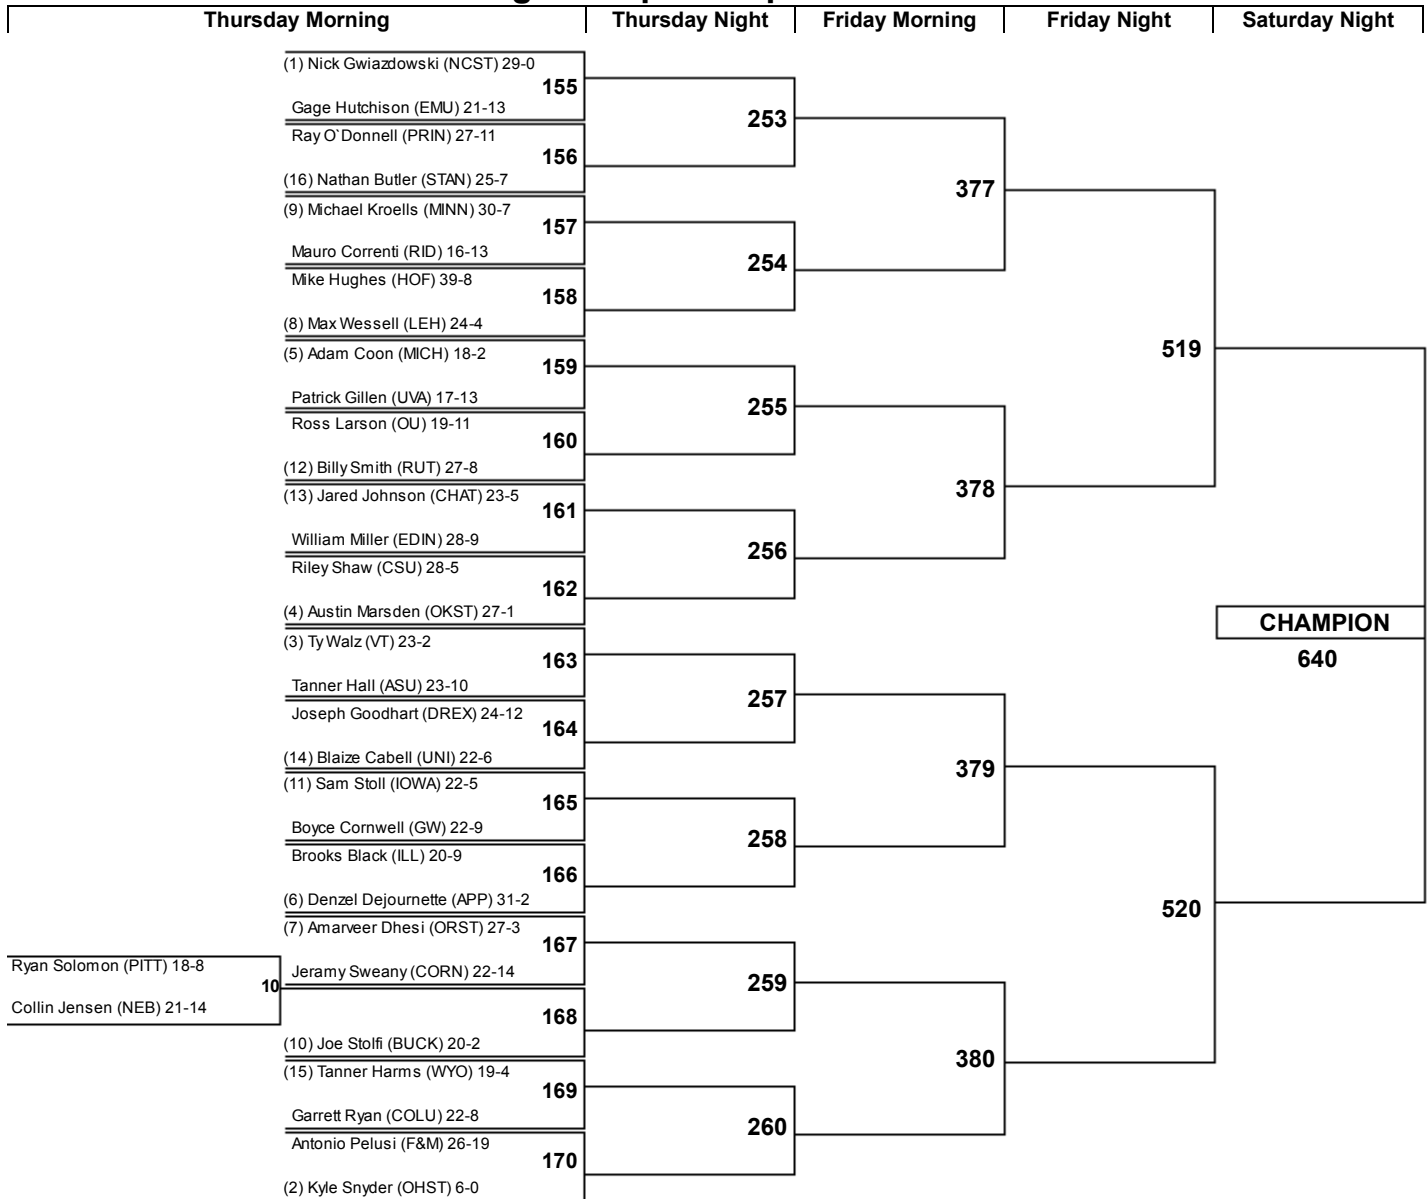 Thursday Morning Thursday Night Friday Morning Friday Night Saturday Night
(1) Nick Gwiazdowski (NCST) 29-0
155
Gage Hutchison (EMU) 21-13
253
Ray O`Donnell (PRIN) 27-11
156
(16) Nathan Butler (STAN) 25-7
377
(9) Michael Kroells (MINN) 30-7
157
Mauro Correnti (RID) 16-13
254
Mike Hughes (HOF) 39-8
158
(8) Max Wessell (LEH) 24-4
519
(5) Adam Coon (MICH) 18-2
159
Patrick Gillen (UVA) 17-13
255
Ross Larson (OU) 19-11
160
(12) Billy Smith (RUT) 27-8
378
(13) Jared Johnson (CHAT) 23-5
161
William Miller (EDIN) 28-9
256
Riley Shaw (CSU) 28-5
162
(4) Austin Marsden (OKST) 27-1
CHAMPION
640
(3) Ty Walz (VT) 23-2
163
Tanner Hall (ASU) 23-10
257
Joseph Goodhart (DREX) 24-12
164
(14) Blaize Cabell (UNI) 22-6
379
(11) Sam Stoll (IOWA) 22-5
165
Boyce Cornwell (GW) 22-9
258
Brooks Black (ILL) 20-9
166
(6) Denzel Dejournette (APP) 31-2
520
(7) Amarveer Dhesi (ORST) 27-3
167
Jeramy Sweany (CORN) 22-14
259
Ryan Solomon (PITT) 18-8
10
Collin Jensen (NEB) 21-14
168
(10) Joe Stolfi (BUCK) 20-2
380
(15) Tanner Harms (WYO) 19-4
169
Garrett Ryan (COLU) 22-8
260
Antonio Pelusi (F&M) 26-19
170
(2) Kyle Snyder (OHST) 6-0